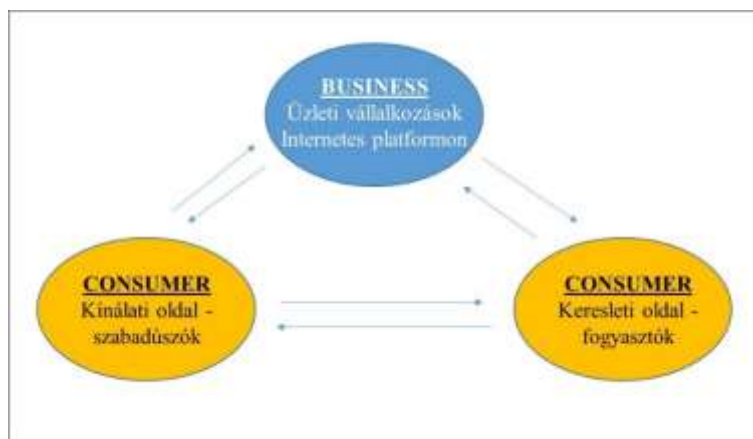 BUSINESS
Üzleti vállalkozások
Internetes platformon
CONSUMER
Kínálati oldal -
szabadúszók
CONSUMER
Keresleti oldal -
fogyasztók